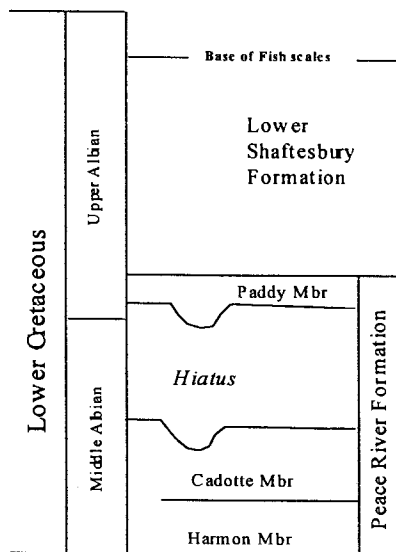 Base of Fish scales
Lower
Shaftesbury
Formation
Upper Albian
Lower Cretaceous
Paddy Mbr
Hiatus
Middle Abian
Cadotte Mbr
Harmon Mbr
Peace River Formation